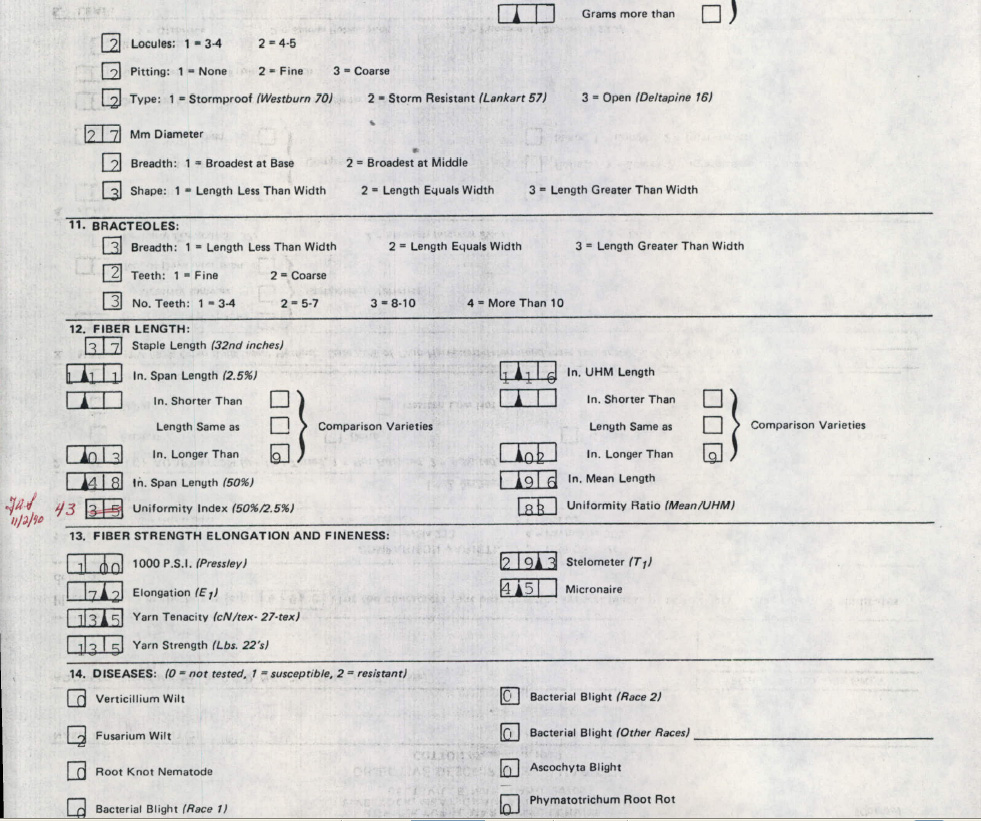 Grams more than
2 Locules: 1 = 3-4 2 = 4-5
2 Pitting: 1 = None 2 = Fine 3 = Coarse
2 Type: 1 = Stormproof (Westburn 70) 2 = Storm Resistant (Lankart 57) 3 = Open (Deltapine 16)
27 Mm Diameter
2 Breadth: 1 = Broadest at Base 2 = Broadest at Middle
3 Shape: 1 = Length Less Than Width 2 = Length Equals Width 3 = Length Greater Than Width
11. BRACTEOLES:
3 Breadth: 1 = Length Less Than Width 2 = Length Equals Width 3 = Length Greater Than Width
2 Teeth: 1 = Fine 2 = Coarse
3 No. Teeth: 1 = 3-4 2 = 5-7 3 = 8-10 4 = More Than 10
12. FIBER LENGTH:
37 Staple Length (32nd inches)
1.11 In. Span Length (2.5%) 1.16 In. UHM Length
In. Shorter Than In. Shorter Than
Length Same as Comparison Varieties Length Same as Comparison Varieties
.03 In. Longer Than 9 .02 In. Longer Than 9
.48 In. Span Length (50%) .96 In. Mean Length
43 35 Uniformity Index (50%/2.5%) 83 Uniformity Ratio (Mean/UHM)
11/2/90
13. FIBER STRENGTH ELONGATION AND FINENESS:
100 1000 P.S.I. (Pressley) 29.3 Stelometer (T1)
7.2 Elongation (E1) 4.5 Micronaire
13.5 Yarn Tenacity (cN/tex- 27-tex)
135 Yarn Strength (Lbs. 22's)
14. DISEASES: (0 = not tested, 1 = susceptible, 2 = resistant)
0 Verticillium Wilt 0 Bacterial Blight (Race 2)
2 Fusarium Wilt 0 Bacterial Blight (Other Races)
0 Root Knot Nematode 0 Ascochyta Blight
0 Bacterial Blight (Race 1) 0 Phymatotrichum Root Rot